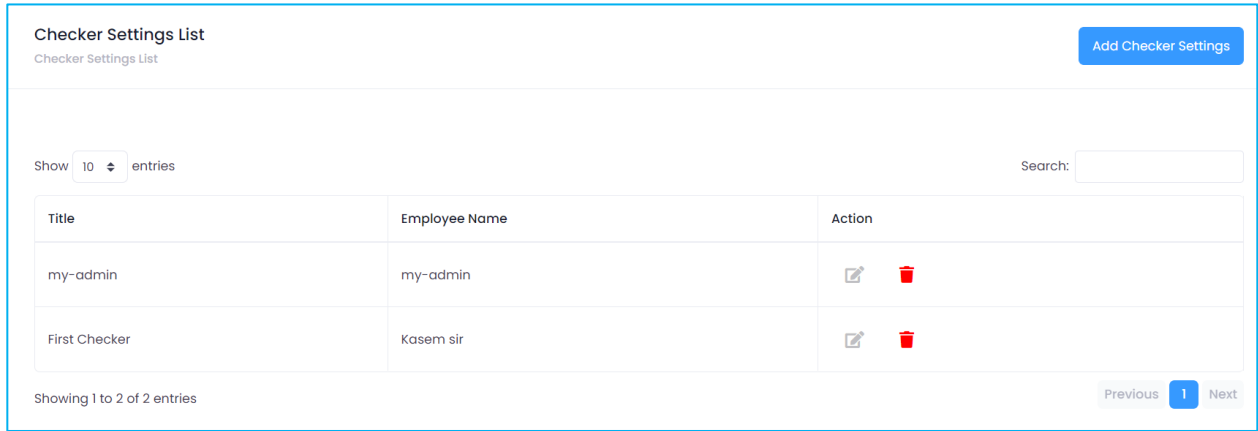 Checker Settings List
Checker Settings List
Add Checker Settings
Show 10 entries
Search:
Title Employee Name Action
my-admin my-admin
First Checker Kasem sir
Showing 1 to 2 of 2 entries
Previous 1 Next